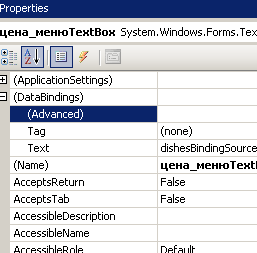 Properties
цена_менюTextBox System.Windows.Forms.Tex
(ApplicationSettings)
(DataBindings)
(Advanced)
Tag (none)
Text dishesBindingSource
(Name) цена_менюText
AcceptsReturn False
AcceptsTab False
AccessibleDescription
AccessibleName
AccessibleRole Default